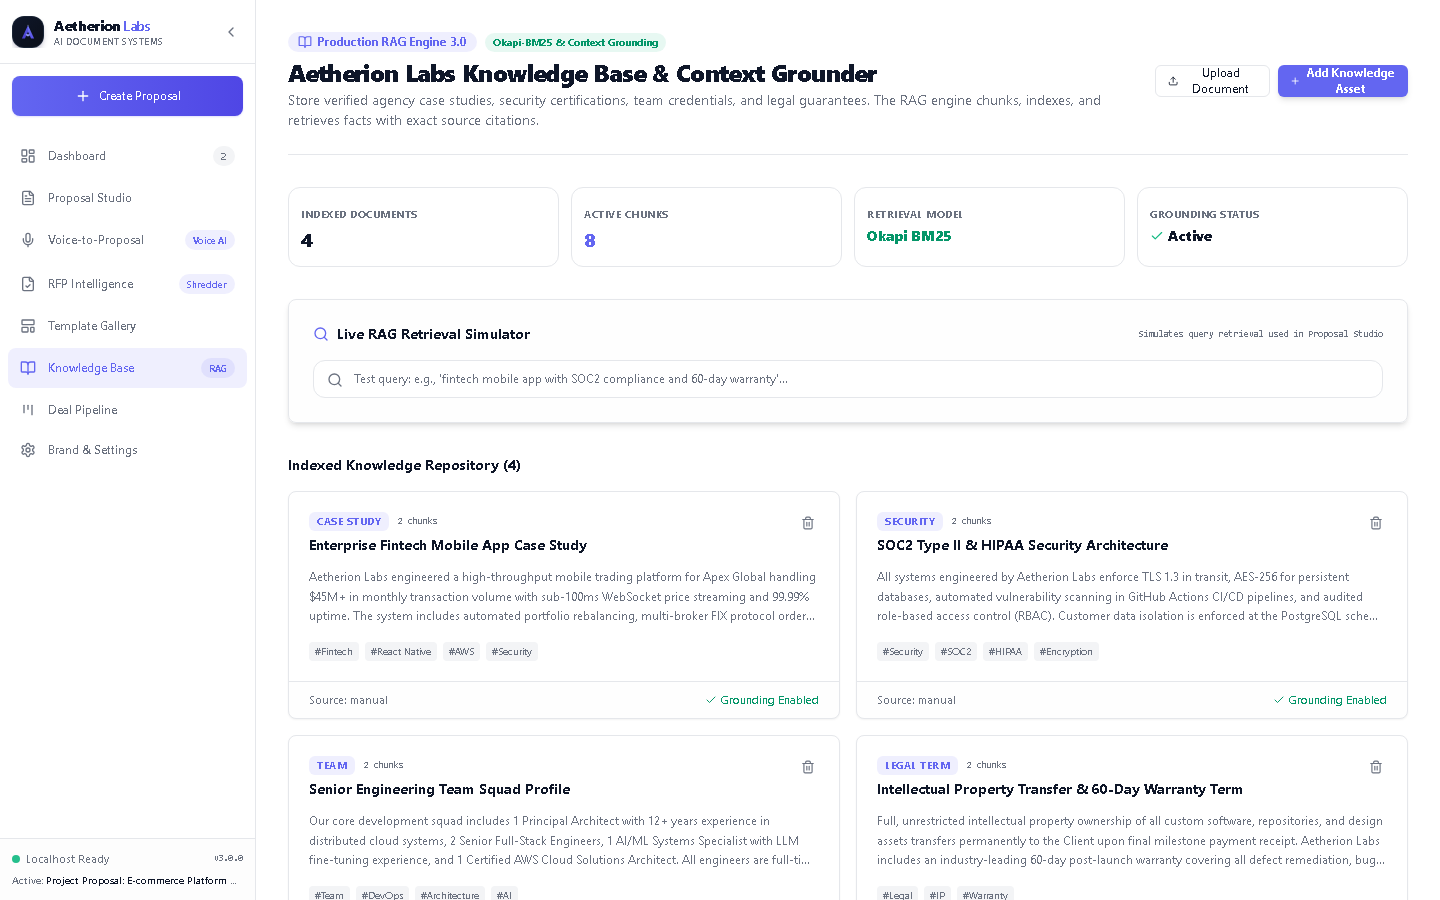 Aetherion Labs
AI DOCUMENT SYSTEMS
Create Proposal
Dashboard 2
Proposal Studio
Voice-to-Proposal Voice AI
RFP Intelligence Shredder
Template Gallery
Knowledge Base RAG
Deal Pipeline
Brand & Settings
Localhost Ready v3.0.0
Active: Project Proposal: E-commerce Platform ...
Production RAG Engine 3.0 Okapi-BM25 & Context Grounding
Aetherion Labs Knowledge Base & Context Grounder
Store verified agency case studies, security certifications, team credentials, and legal guarantees. The RAG engine chunks, indexes, and
retrieves facts with exact source citations.
Upload
Document
Add Knowledge
Asset
INDEXED DOCUMENTS
4
ACTIVE CHUNKS
8
RETRIEVAL MODEL
Okapi BM25
GROUNDING STATUS
Active
Live RAG Retrieval Simulator
Simulates query retrieval used in Proposal Studio
Test query: e.g., 'fintech mobile app with SOC2 compliance and 60-day warranty'...
Indexed Knowledge Repository (4)
CASE STUDY 2 chunks
Enterprise Fintech Mobile App Case Study
Aetherion Labs engineered a high-throughput mobile trading platform for Apex Global handling
$45M+ in monthly transaction volume with sub-100ms WebSocket price streaming and 99.99%
uptime. The system includes automated portfolio rebalancing, multi-broker FIX protocol order...
#Fintech #React Native #AWS #Security
Source: manual Grounding Enabled
SECURITY 2 chunks
SOC2 Type II & HIPAA Security Architecture
All systems engineered by Aetherion Labs enforce TLS 1.3 in transit, AES-256 for persistent
databases, automated vulnerability scanning in GitHub Actions CI/CD pipelines, and audited
role-based access control (RBAC). Customer data isolation is enforced at the PostgreSQL sche...
#Security #SOC2 #HIPAA #Encryption
Source: manual Grounding Enabled
TEAM 2 chunks
Senior Engineering Team Squad Profile
Our core development squad includes 1 Principal Architect with 12+ years experience in
distributed cloud systems, 2 Senior Full-Stack Engineers, 1 AI/ML Systems Specialist with LLM
fine-tuning experience, and 1 Certified AWS Cloud Solutions Architect. All engineers are full-ti...
#Team #DevOps #Architecture #AI
LEGAL TERM 2 chunks
Intellectual Property Transfer & 60-Day Warranty Term
Full, unrestricted intellectual property ownership of all custom software, repositories, and design
assets transfers permanently to the Client upon final milestone payment receipt. Aetherion Labs
includes an industry-leading 60-day post-launch warranty covering all defect remediation, bug...
#Legal #IP #Warranty